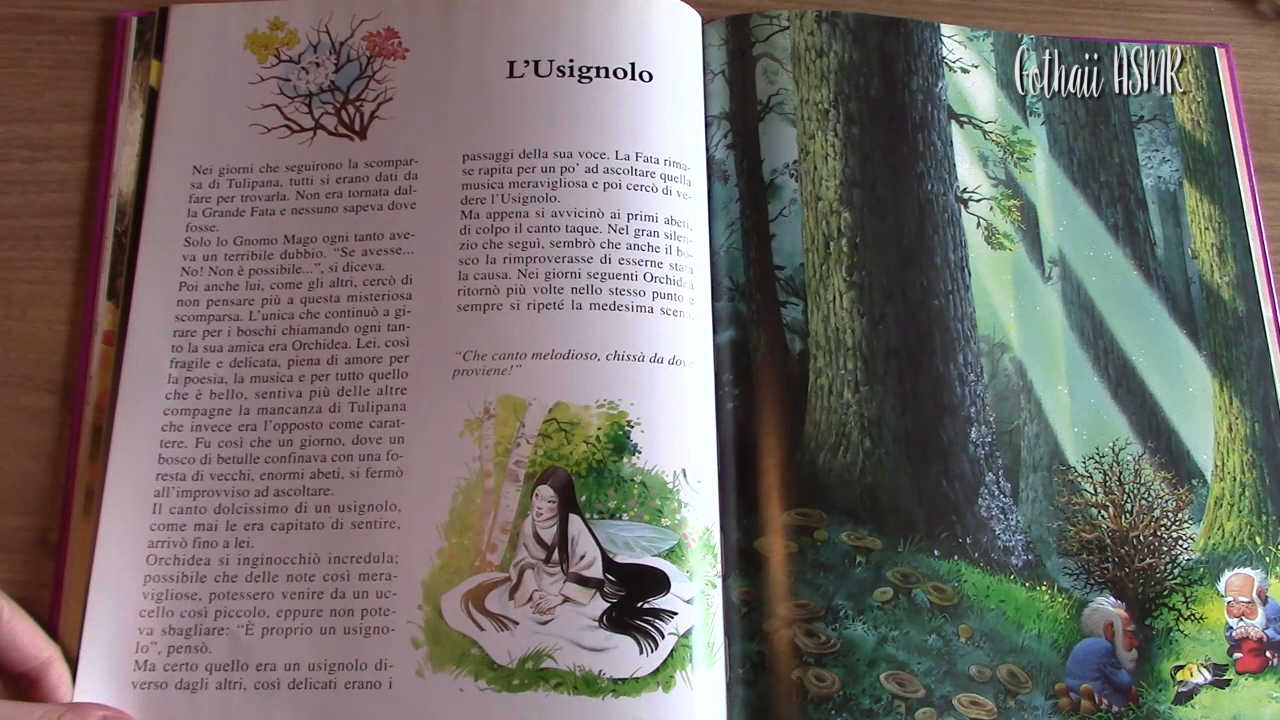 L'Usignolo
Nei giorni che seguirono la scompar-
sa di Tulipana, tutti si erano dati da
fare per trovarla. Non era tornata dal-
la Grande Fata e nessuno sapeva dove
fosse.
Solo lo Gnomo Mago ogni tanto ave-
va un terribile dubbio. “Se avesse...
No! Non è possibile...”, si diceva.
Poi anche lui, come gli altri, cercò di
non pensare più a questa misteriosa
scomparsa. L'unica che continuò a gi-
rare per i boschi chiamando ogni tan-
to la sua amica era Orchidea. Lei, così
fragile e delicata, piena di amore per
la poesia, la musica e per tutto quello
che è bello, sentiva più delle altre
compagne la mancanza di Tulipana
che invece era l'opposto come carat-
tere. Fu così che un giorno, dove un
bosco di betulle confinava con una fo-
resta di vecchi, enormi abeti, si fermò
all'improvviso ad ascoltare.
Il canto dolcissimo di un usignolo,
come mai le era capitato di sentire,
arrivò fino a lei.
Orchidea si inginocchiò incredula;
possibile che delle note così mera-
vigliose, potessero venire da un uc-
cello così piccolo, eppure non pote-
va sbagliare: “È proprio un usigno-
lo”, pensò.
Ma certo quello era un usignolo di-
verso dagli altri, così delicati erano i
passaggi della sua voce. La Fata rima-
se rapita per un po' ad ascoltare quella
musica meravigliosa e poi cercò di ve-
dere l'Usignolo.
Ma appena si avvicinò ai primi abeti,
di colpo il canto taque. Nel gran silen-
zio che seguì, sembrò che anche il bo-
sco la rimproverasse di esserne stata
la causa. Nei giorni seguenti Orchidea
ritornò più volte nello stesso punto e
sempre si ripeté la medesima scena.
“Che canto melodioso, chissà da dove
proviene!”
Gothaii ASMR